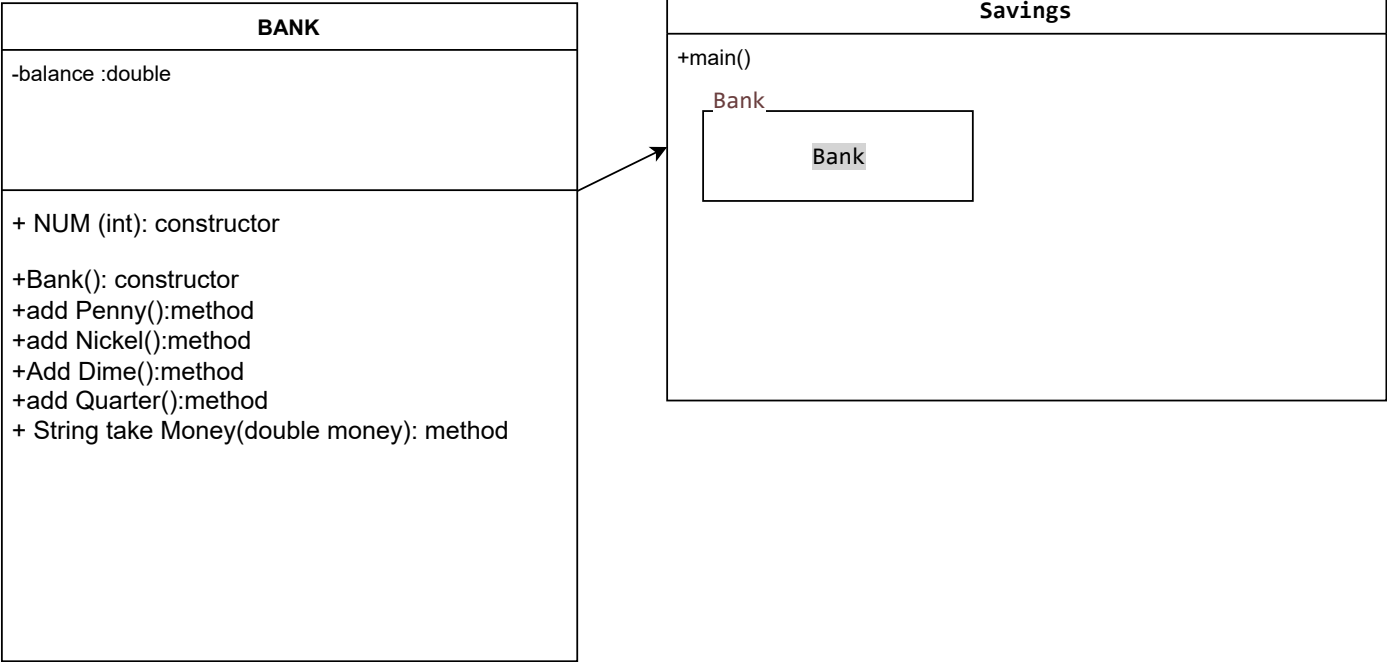 BANK
-balance :double
+ NUM (int): constructor
+Bank(): constructor
+add Penny():method
+add Nickel():method
+Add Dime():method
+add Quarter():method
+ String take Money(double money): method
Savings
+main()
Bank
Bank